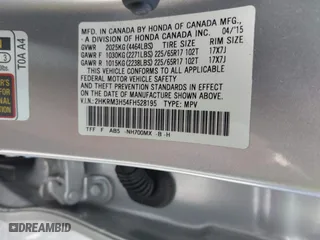 MFD. IN CANADA BY HONDA OF CANADA MFG.,
A DIVISION OF HONDA CANADA INC. 04/'15
GVWR 2025KG(4464LBS) TIRE SIZE RIM SIZE
GAWR F 1030KG(2271LBS) 225/65R17 102T 17X7J
GAWR R 1015KG(2238LBS) 225/65R17 102T 17X7J
THIS VEHICLE CONFORMS TO ALL APPLICABLE
FEDERAL MOTOR VEHICLE SAFETY
AND THEFT PREVENTION STANDARDS IN EFFECT
ON THE DATE OF MANUFACTURE SHOWN ABOVE.
V.I.N.: 2HKRM3H54FH528195 TYPE: MPV
TFF F ABS NH700MX -B -H
TOA A4
DREAMBID